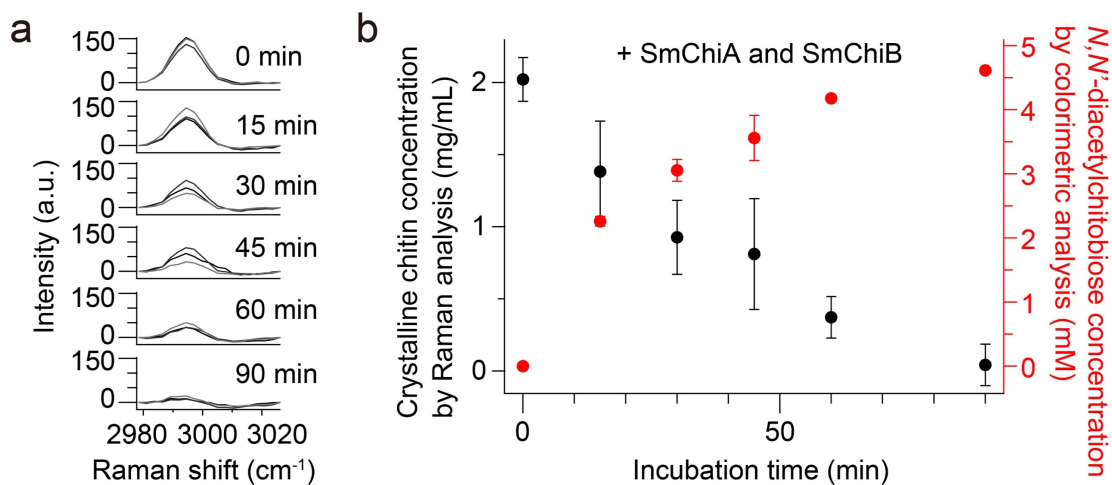 a
150
0
0 min
150
0
15 min
150
0
30 min
150
0
45 min
150
0
60 min
150
0
90 min
Intensity (a.u.)
2980 3000 3020
Raman shift (cm-1)
b
+ SmChiA and SmChiB
Crystalline chitin concentration
by Raman analysis (mg/mL)
2
1
0
0 50
Incubation time (min)
5
4
3
2
1
0
N,N’-diacetylchitobiose concentration
by colorimetric analysis (mM)